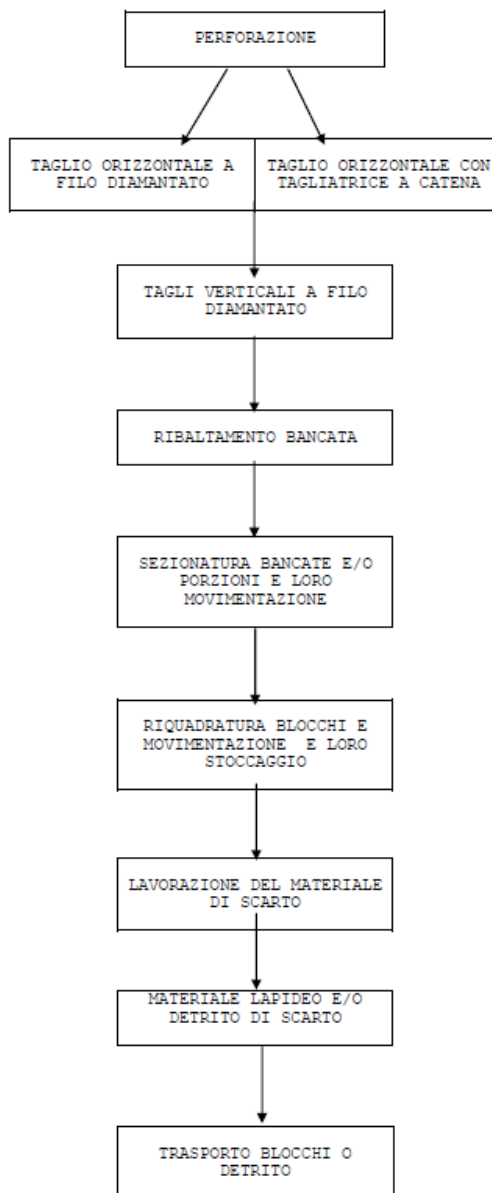 PERFORAZIONE
TAGLIO ORIZZONTALE A
FILO DIAMANTATO
TAGLIO ORIZZONTALE CON
TAGLIATRICE A CATENA
TAGLI VERTICALI A FILO
DIAMANTATO
RIBALTAMENTO BANCATA
SEZIONATURA BANCATE E/O
PORZIONI E LORO
MOVIMENTAZIONE
RIQUADRATURA BLOCCHI E
MOVIMENTAZIONE E LORO
STOCCAGGIO
LAVORAZIONE DEL MATERIALE
DI SCARTO
MATERIALE LAPIDEO E/O
DETRITO DI SCARTO
TRASPORTO BLOCCHI O
DETRITO